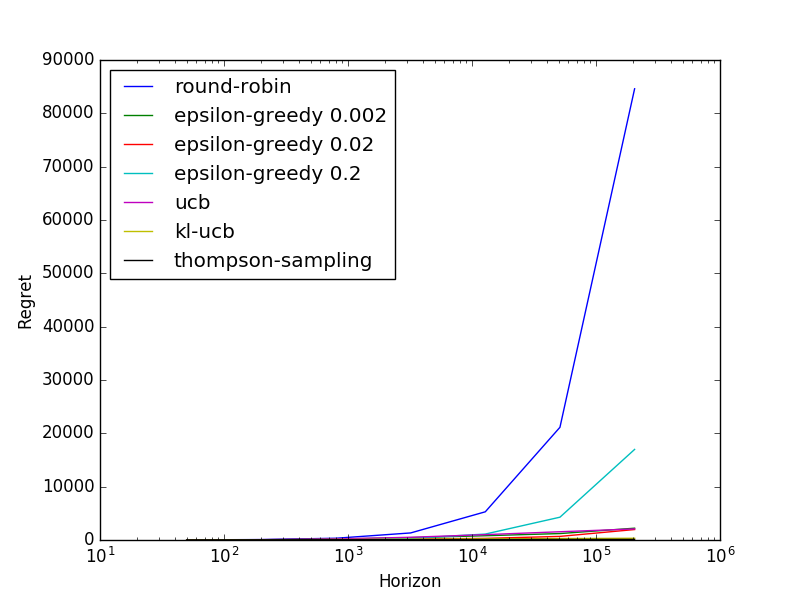 90000
80000
70000
60000
50000
40000
30000
20000
10000
0
Regret
round-robin
epsilon-greedy 0.002
epsilon-greedy 0.02
epsilon-greedy 0.2
ucb
kl-ucb
thompson-sampling
10¹ 10² 10³ 10⁴ 10⁵ 10⁶
Horizon